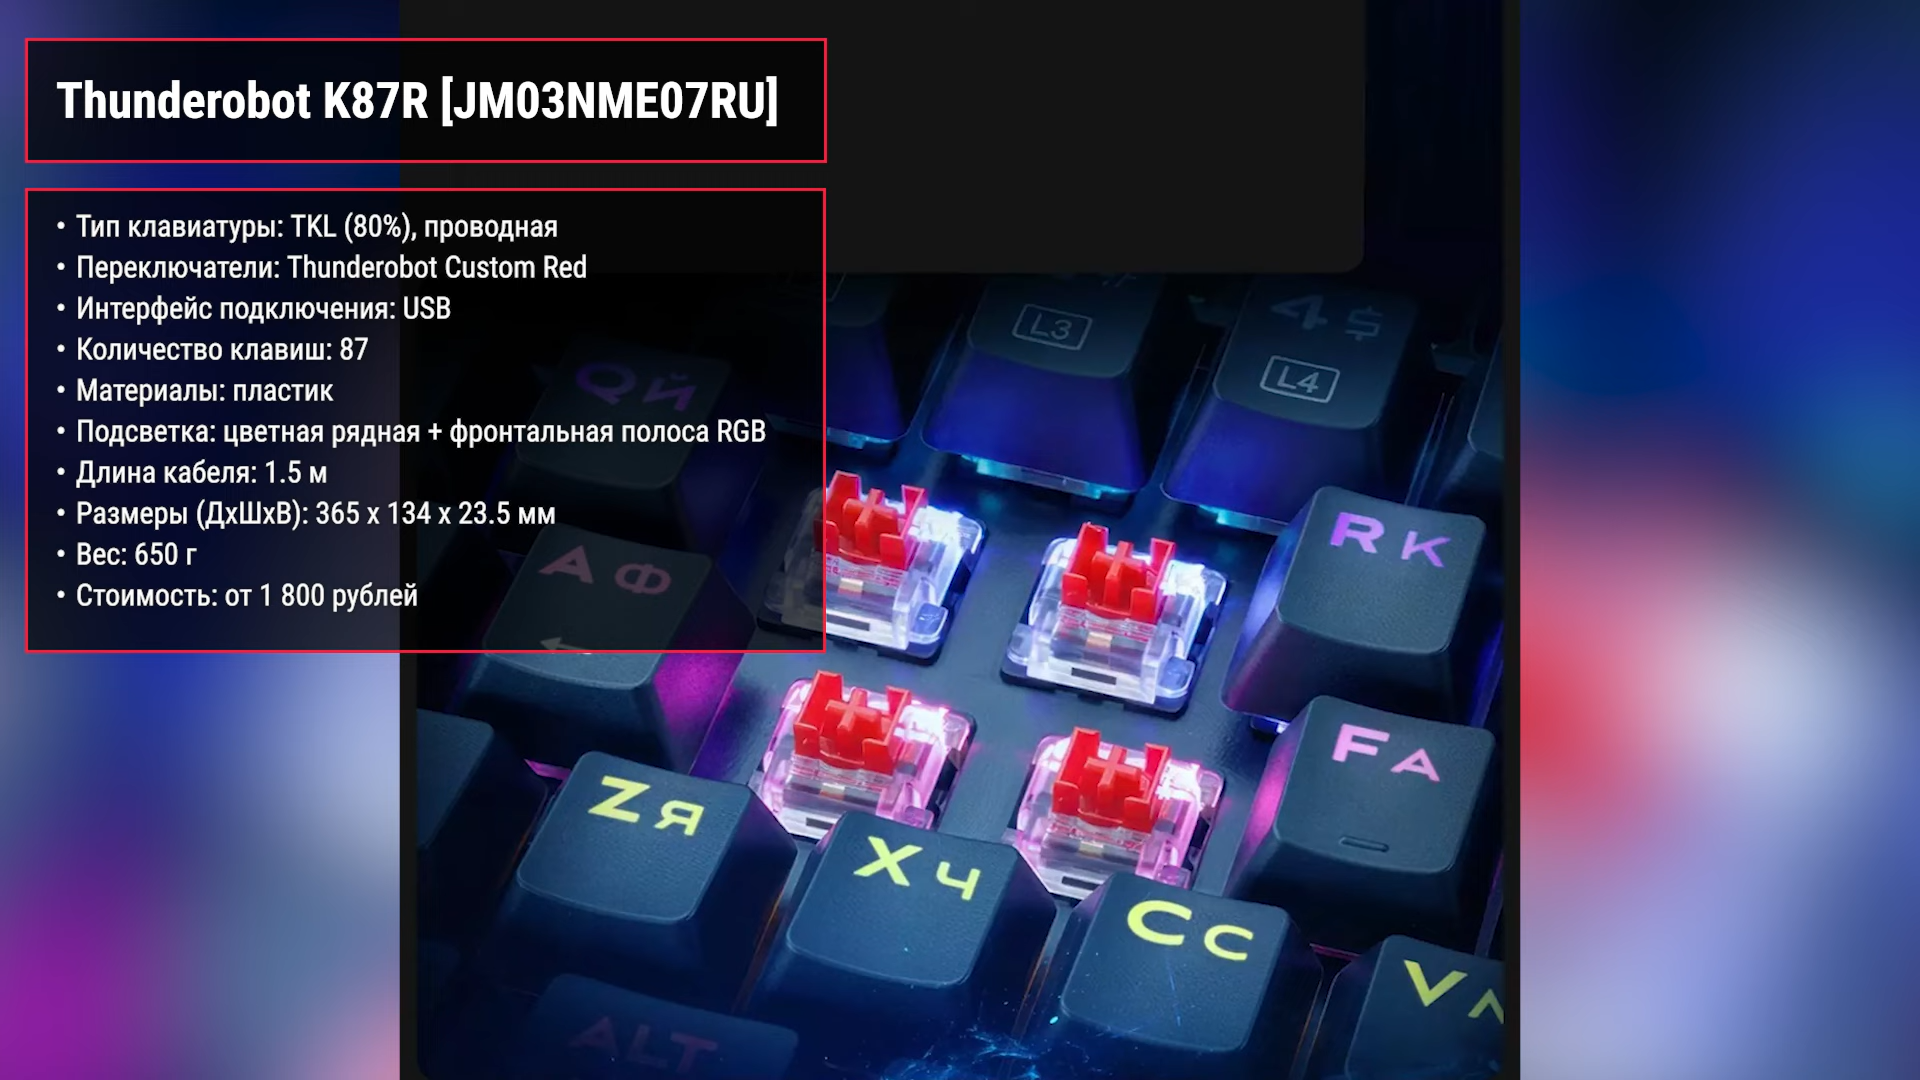 Thunderobot K87R [JM03NME07RU]
• Тип клавиатуры: TKL (80%), проводная
• Переключатели: Thunderobot Custom Red
• Интерфейс подключения: USB
• Количество клавиш: 87
• Материалы: пластик
• Подсветка: цветная рядная + фронтальная полоса RGB
• Длина кабеля: 1.5 м
• Размеры (ДхШхВ): 365 х 134 х 23.5 мм
• Вес: 650 г
• Стоимость: от 1 800 рублей
L3
4 $
L4
Q Й
R К
A Ф
F А
Z Я
X Ч
C С
V
ALT